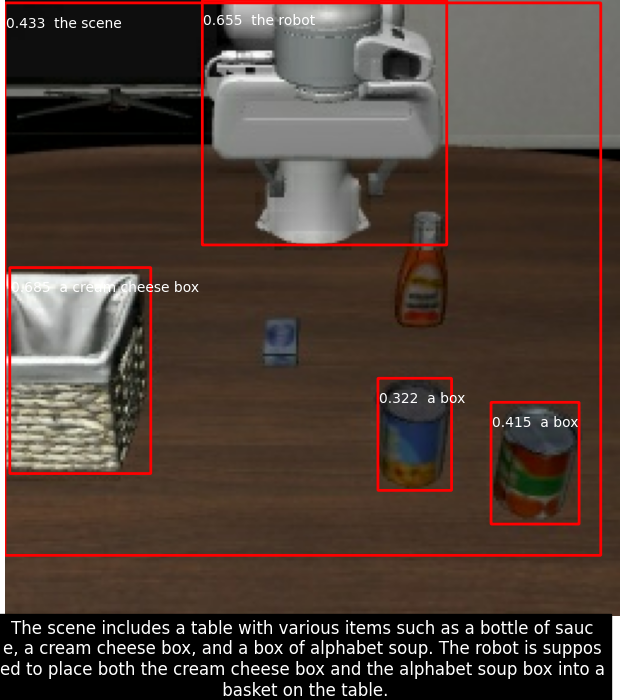 0.433 the scene
0.655 the robot
0.685 a cream cheese box
0.322 a box
0.415 a box
The scene includes a table with various items such as a bottle of sauc
e, a cream cheese box, and a box of alphabet soup. The robot is suppos
ed to place both the cream cheese box and the alphabet soup box into a
basket on the table.